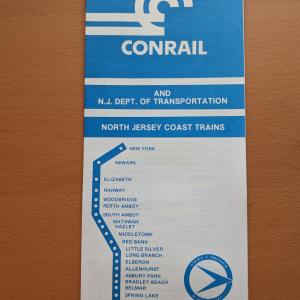 CONRAIL
AND
N.J. DEPT. OF TRANSPORTATION
NORTH JERSEY COAST TRAINS
NEW YORK
NEWARK
ELIZABETH
RAHWAY
WOODBRIDGE
PERTH AMBOY
SOUTH AMBOY
MATAWAN
HAZLET
MIDDLETOWN
RED BANK
LITTLE SILVER
LONG BRANCH
ELBERON
ALLENHURST
ASBURY PARK
BRADLEY BEACH
BELMAR
SPRING LAKE